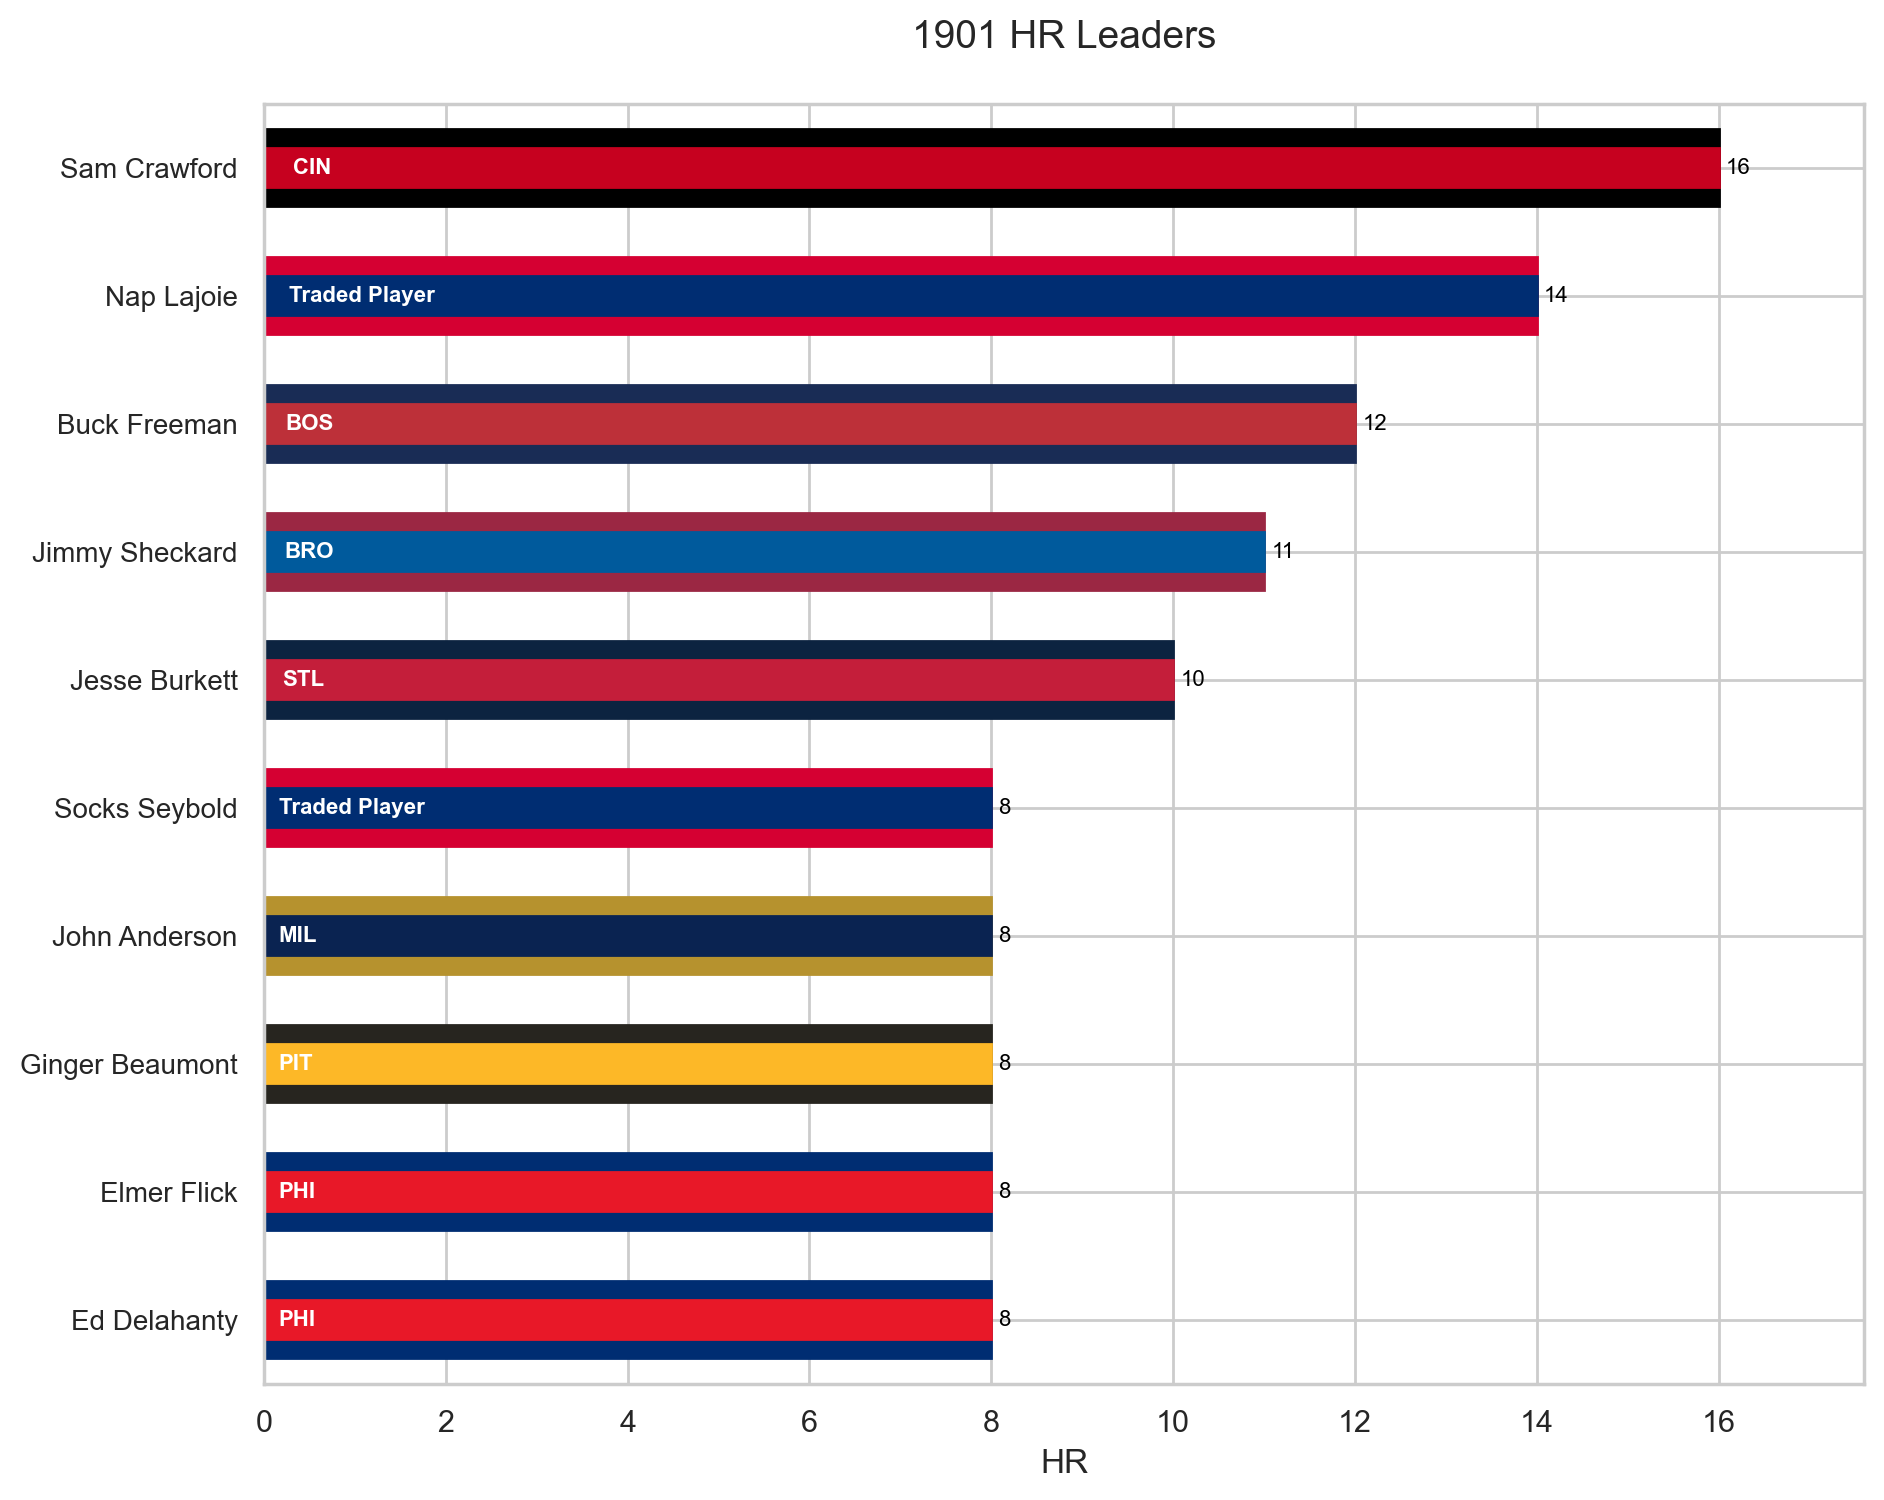 1901 HR Leaders
Sam Crawford CIN 16
Nap Lajoie Traded Player 14
Buck Freeman BOS 12
Jimmy Sheckard BRO 11
Jesse Burkett STL 10
Socks Seybold Traded Player 8
John Anderson MIL 8
Ginger Beaumont PIT 8
Elmer Flick PHI 8
Ed Delahanty PHI 8
0 2 4 6 8 10 12 14 16
HR